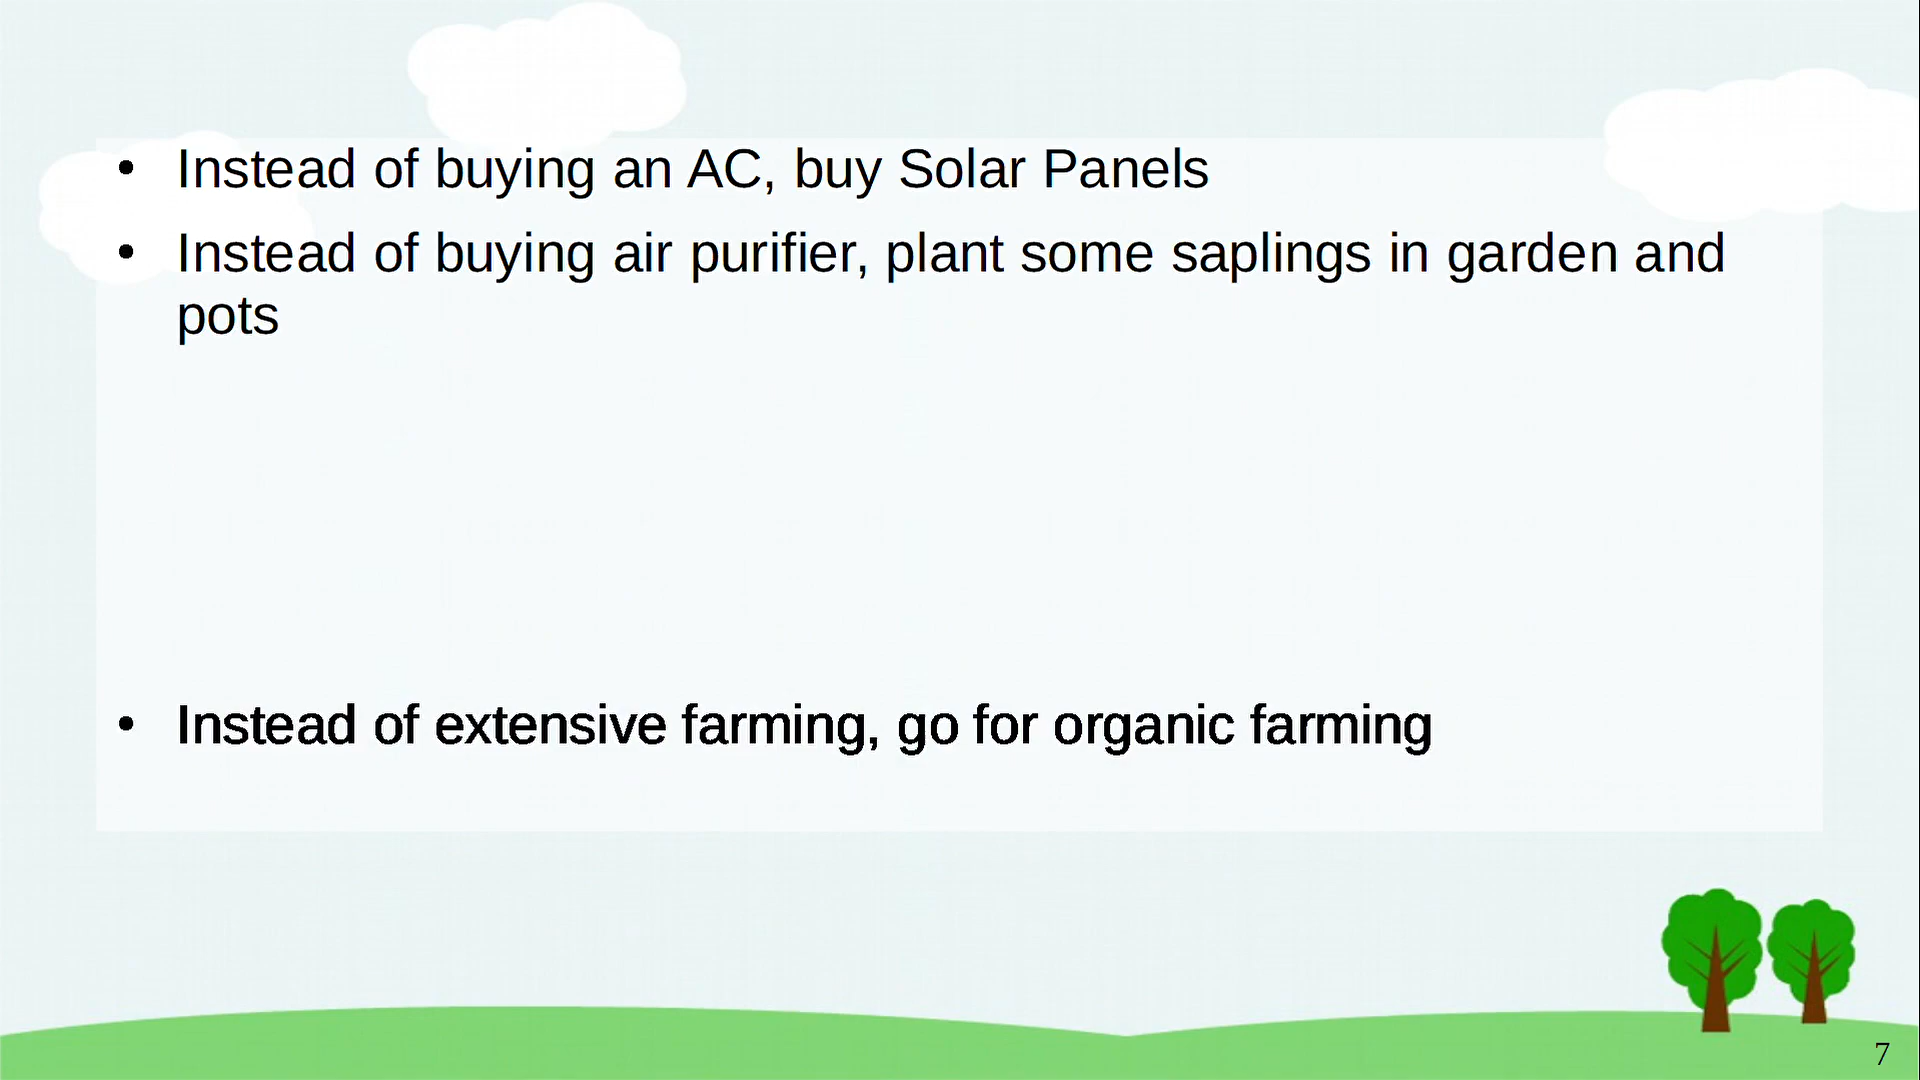 • Instead of buying an AC, buy Solar Panels
• Instead of buying air purifier, plant some saplings in garden and
pots
• Instead of extensive farming, go for organic farming
7